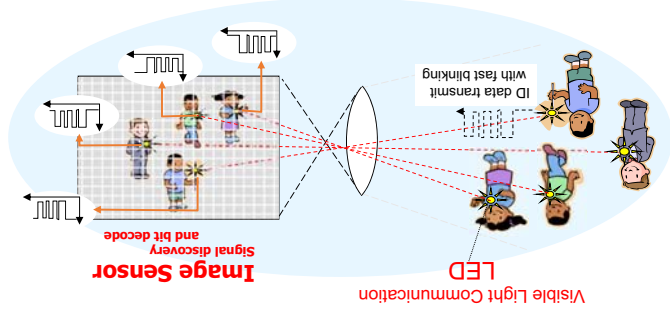 Visible Light Communication
LED
Image Sensor
Signal discovery
and bit decode
ID data transmit
with fast blinking